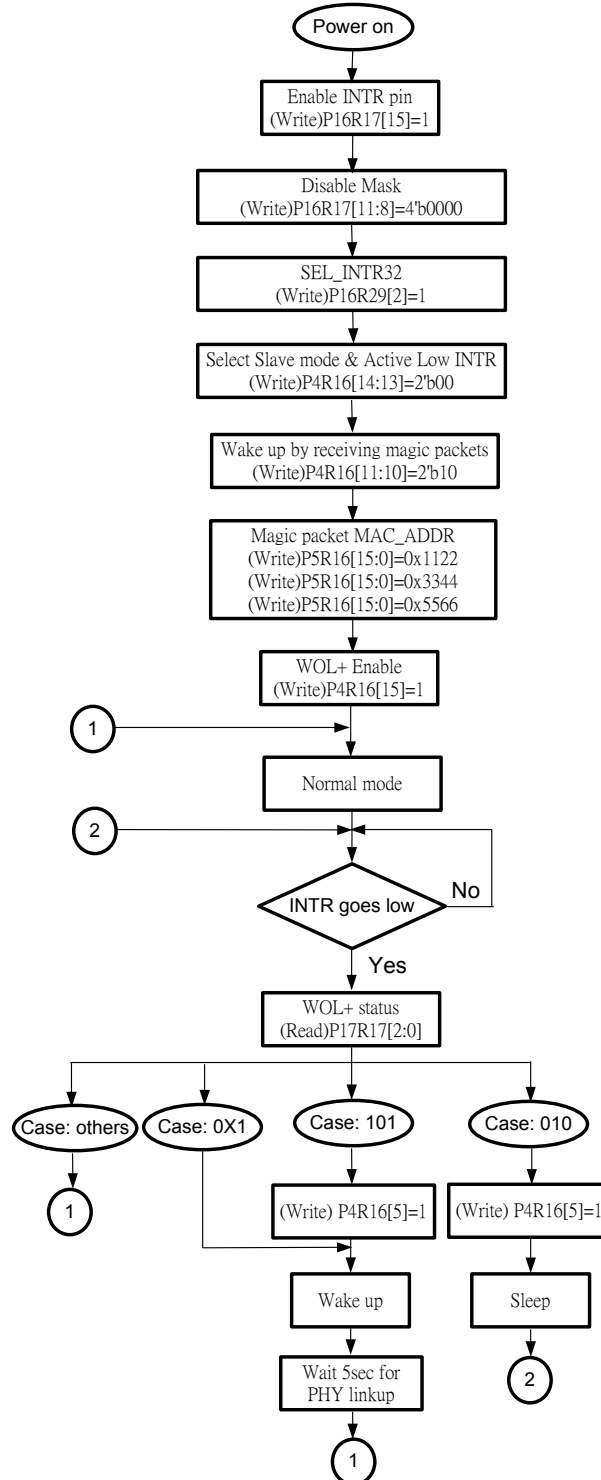 Power on
Enable INTR pin
(Write)P16R17[15]=1
Disable Mask
(Write)P16R17[11:8]=4'b0000
SEL_INTR32
(Write)P16R29[2]=1
Select Slave mode & Active Low INTR
(Write)P4R16[14:13]=2'b00
Wake up by receiving magic packets
(Write)P4R16[11:10]=2'b10
Magic packet MAC_ADDR
(Write)P5R16[15:0]=0x1122
(Write)P5R16[15:0]=0x3344
(Write)P5R16[15:0]=0x5566
WOL+ Enable
(Write)P4R16[15]=1
1
Normal mode
2
INTR goes low
No
Yes
WOL+ status
(Read)P17R17[2:0]
Case: others
Case: 0X1
Case: 101
Case: 010
1
(Write) P4R16[5]=1
(Write) P4R16[5]=1
Wake up
Sleep
Wait 5sec for
PHY linkup
2
1